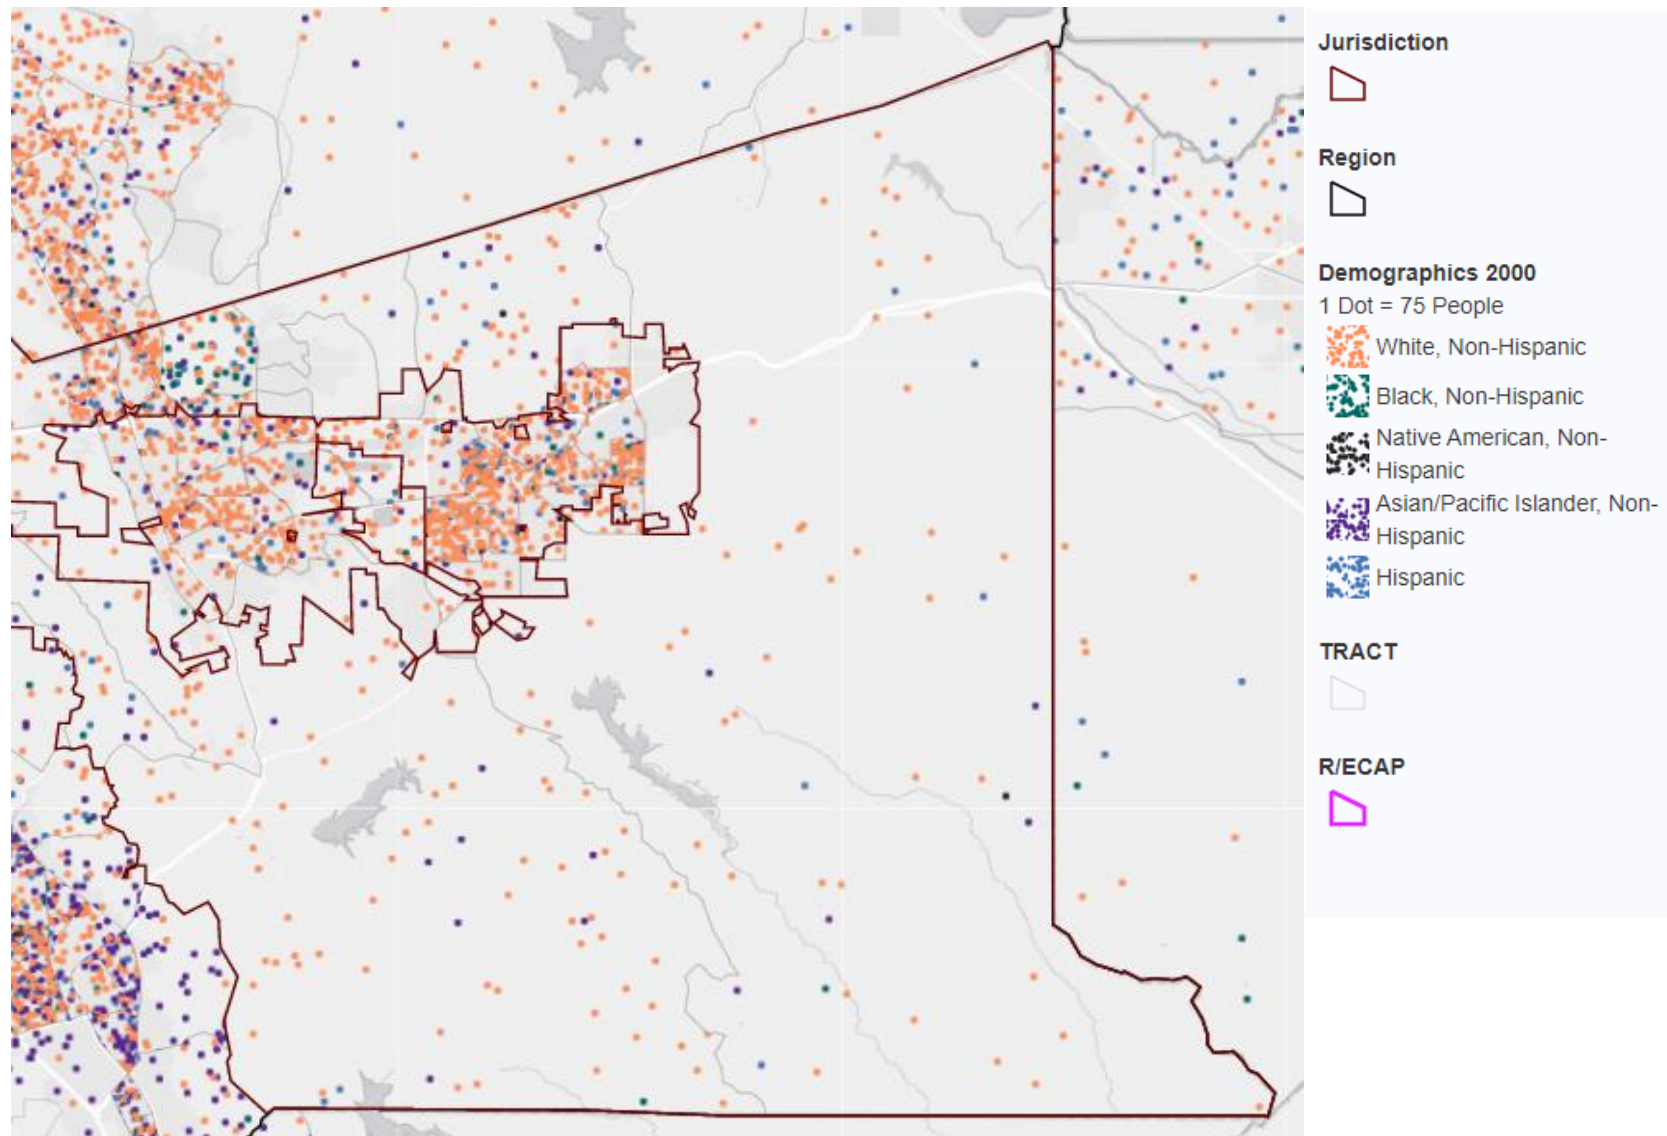 Jurisdiction
Region
Demographics 2000
1 Dot = 75 People
White, Non-Hispanic
Black, Non-Hispanic
Native American, Non-
Hispanic
Asian/Pacific Islander, Non-
Hispanic
Hispanic
TRACT
R/ECAP